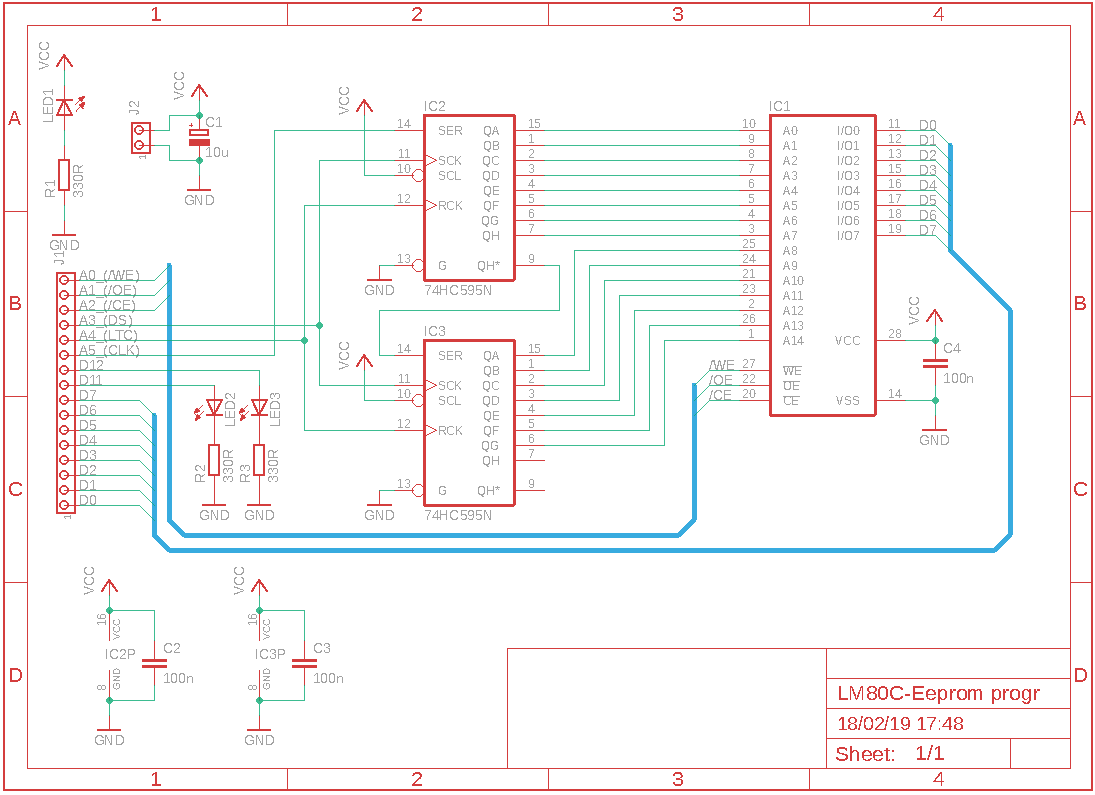 1 2 3 4
A
B
C
D
A
B
C
D
VCC
LED1
R1
330R
GND
J2
1
VCC
+
C1
10u
GND
J1
A0_(/WE)
A1_(/OE)
A2_(/CE)
A3_(DS)
A4_(LTC)
A5_(CLK)
D12
D11
D7
D6
D5
D4
D3
D2
D1
D0
1
LED2
R2
330R
GND
LED3
R3
330R
GND
VCC
IC2
14 SER QA 15
QB 1
11 SCK QC 2
10 SCL QD 3
QE 4
12 RCK QF 5
QG 6
QH 7
13 G QH* 9
GND
74HC595N
VCC
IC3
14 SER QA 15
QB 1
11 SCK QC 2
10 SCL QD 3
QE 4
12 RCK QF 5
QG 6
QH 7
13 G QH* 9
GND
74HC595N
IC1
10 A0 I/O0 11 D0
9 A1 I/O1 12 D1
8 A2 I/O2 13 D2
7 A3 I/O3 15 D3
6 A4 I/O4 16 D4
5 A5 I/O5 17 D5
4 A6 I/O6 18 D6
3 A7 I/O7 19 D7
25 A8
24 A9
21 A10
23 A11
2 A12
26 A13
1 A14 VCC 28
/WE 27 WE
/OE 22 OE
/CE 20 CE VSS 14
VCC
C4
100n
GND
VCC
16
VCC
IC2P
GND
8
C2
100n
GND
VCC
16
VCC
IC3P
GND
8
C3
100n
GND
LM80C-Eeprom progr
18/02/19 17:48
Sheet: 1/1
1 2 3 4